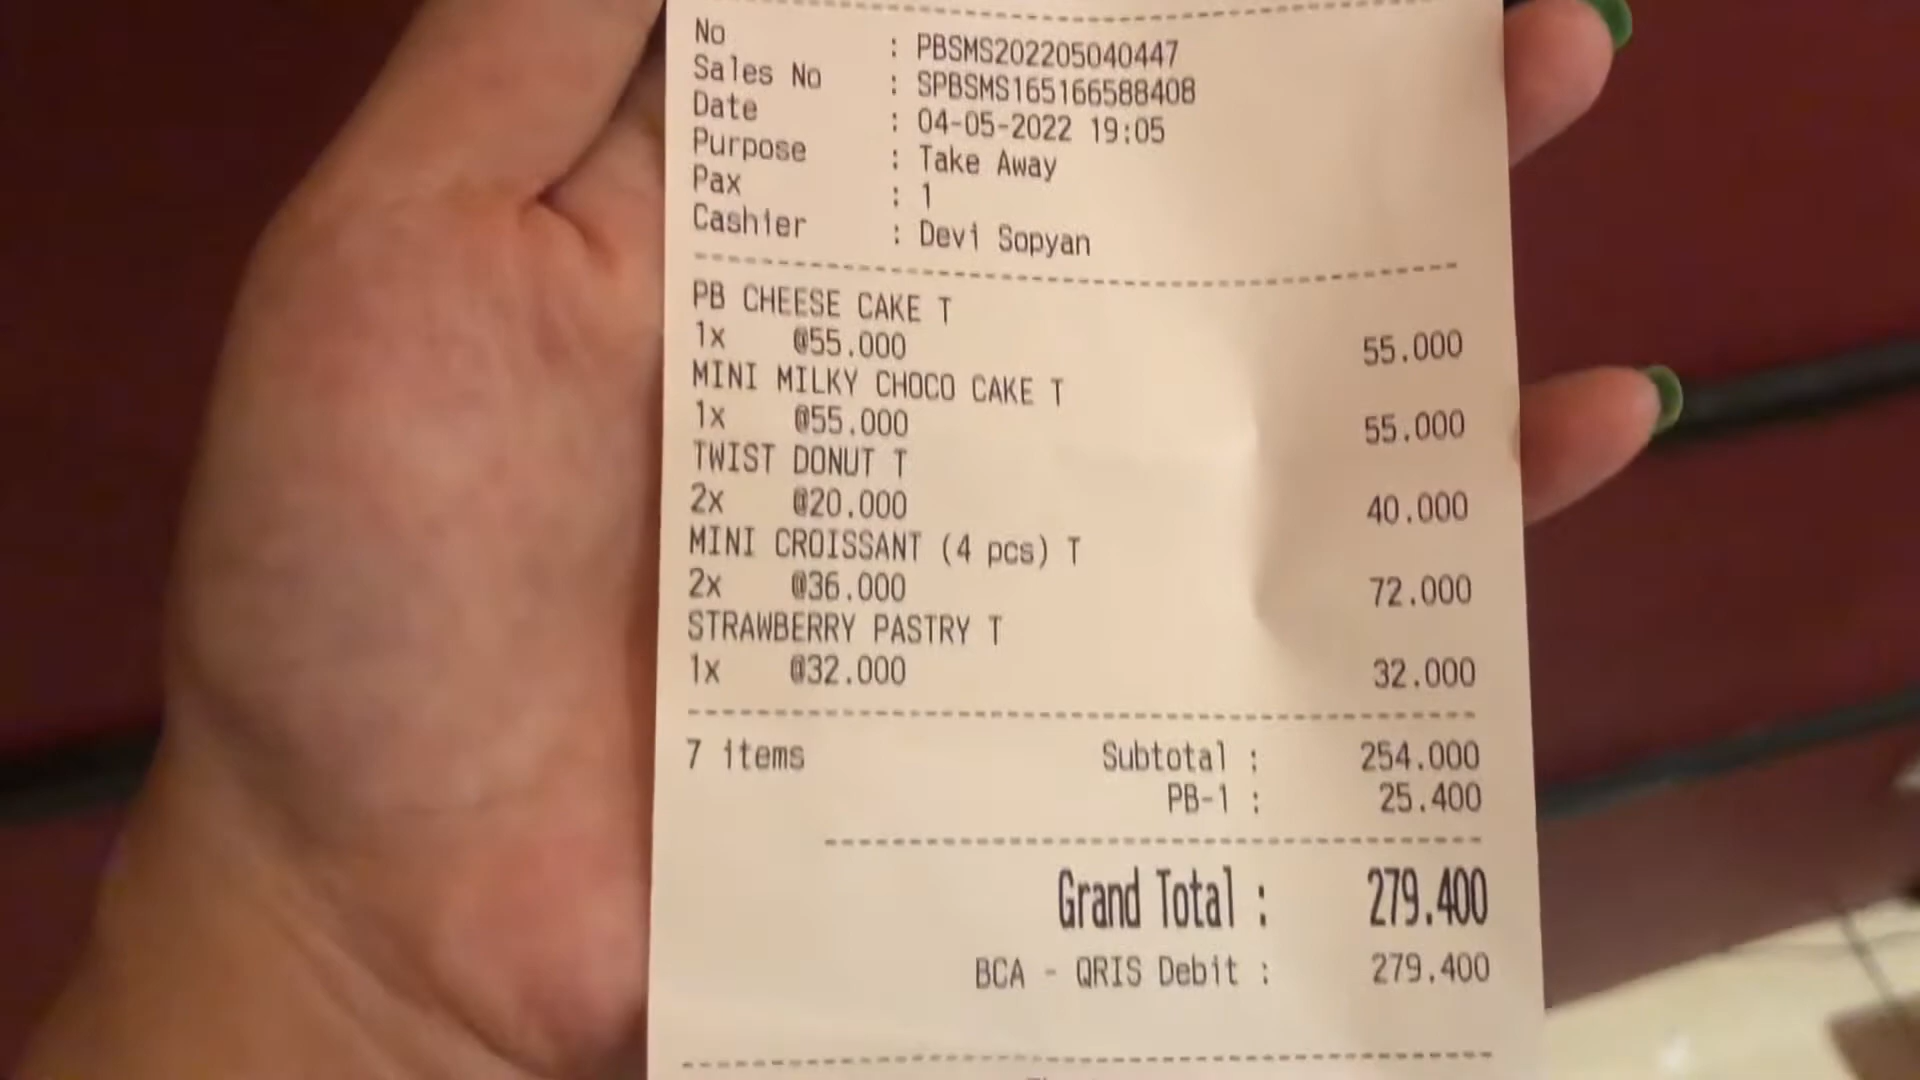 No : PBSMS202205040447
Sales No : SPBSMS165166588408
Date : 04-05-2022 19:05
Purpose : Take Away
Pax : 1
Cashier : Devi Sopyan
PB CHEESE CAKE T
1x @55.000 55.000
MINI MILKY CHOCO CAKE T
1x @55.000 55.000
TWIST DONUT T
2x @20.000 40.000
MINI CROISSANT (4 pcs) T
2x @36.000 72.000
STRAWBERRY PASTRY T
1x @32.000 32.000
7 items Subtotal : 254.000
PB-1 : 25.400
Grand Total : 279.400
BCA - QRIS Debit : 279.400